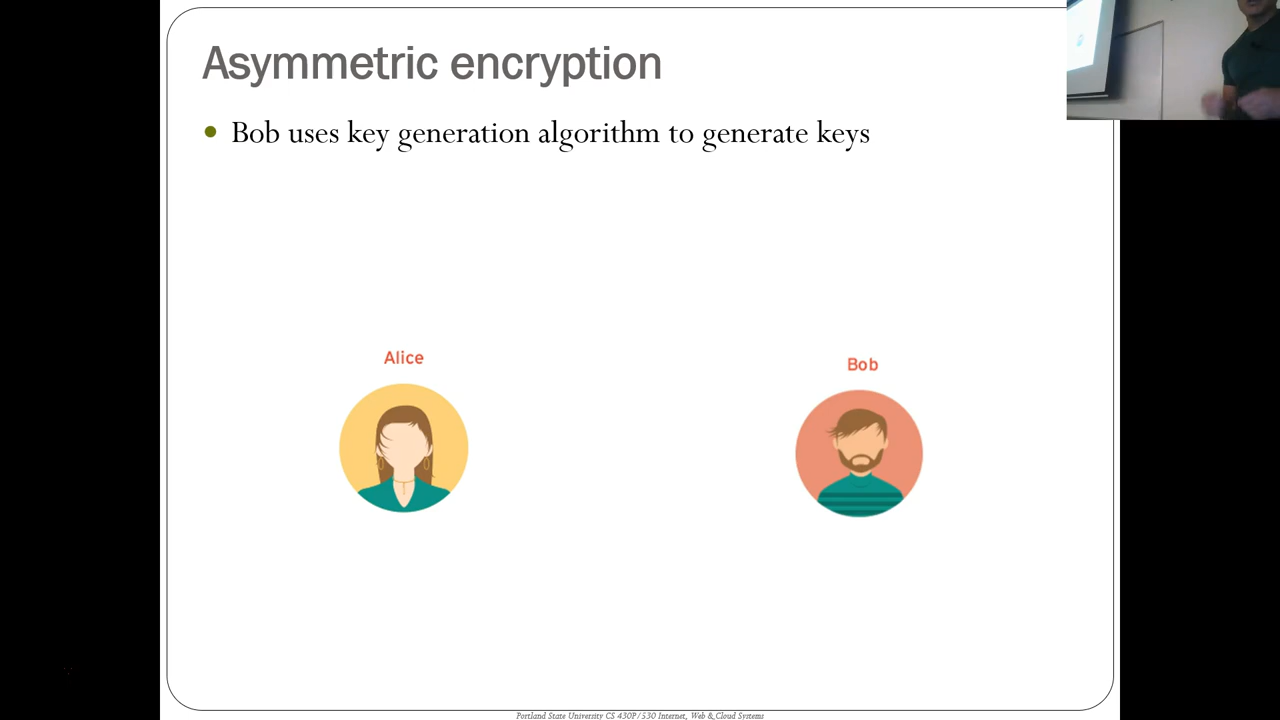 Asymmetric encryption
Bob uses key generation algorithm to generate keys
Alice
Bob
Portland State University CS 430P/530 Internet, Web & Cloud Systems